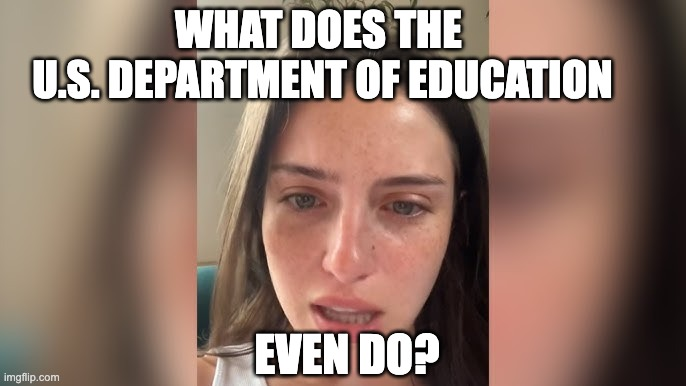 WHAT DOES THE
U.S. DEPARTMENT OF EDUCATION
EVEN DO?
imgflip.com